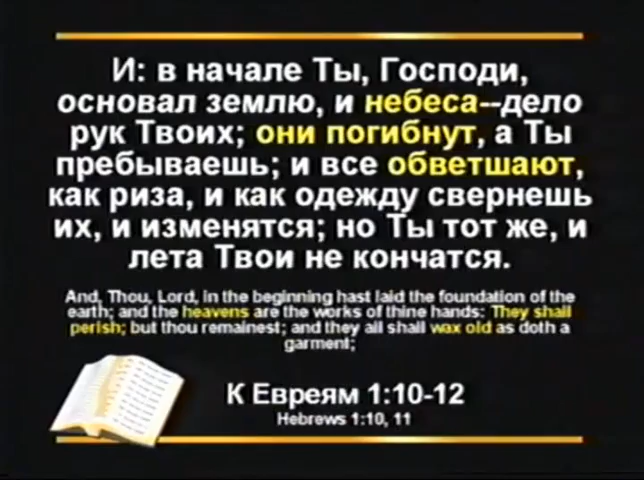 И: в начале Ты, Господи,
основал землю, и небеса--дело
рук Твоих; они погибнут, а Ты
пребываешь; и все обветшают,
как риза, и как одежду свернешь
их, и изменятся; но Ты тот же, и
лета Твои не кончатся.
And, Thou, Lord, in the beginning hast laid the foundation of the
earth; and the heavens are the works of thine hands: They shall
perish; but thou remainest; and they all shall wax old as doth a
garment;
К Евреям 1:10-12
Hebrews 1:10, 11